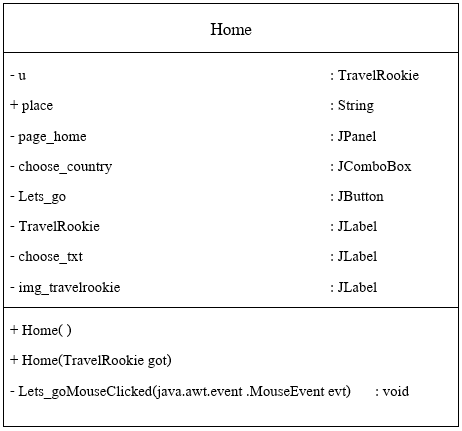 Home
- u : TravelRookie
+ place : String
- page_home : JPanel
- choose_country : JComboBox
- Lets_go : JButton
- TravelRookie : JLabel
- choose_txt : JLabel
- img_travelrookie : JLabel
+ Home( )
+ Home(TravelRookie got)
- Lets_goMouseClicked(java.awt.event .MouseEvent evt) : void